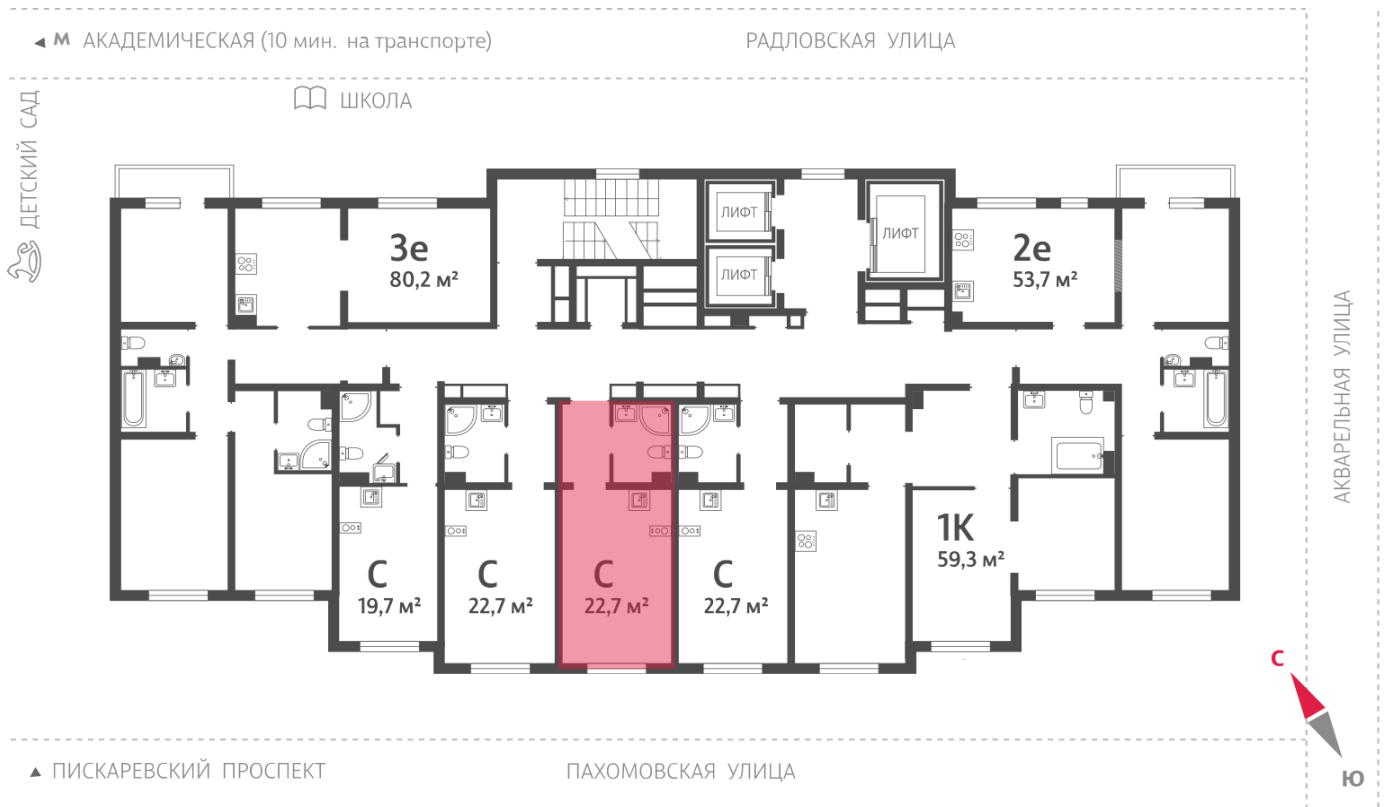 М АКАДЕМИЧЕСКАЯ (10 мин. на транспорте)
РАДЛОВСКАЯ УЛИЦА
ШКОЛА
ДЕТСКИЙ САД
ЛИФТ
ЛИФТ
ЛИФТ
3е
80,2 м²
2е
53,7 м²
АКВАРЕЛЬНАЯ УЛИЦА
1К
59,3 м²
С
19,7 м²
С
22,7 м²
С
22,7 м²
С
22,7 м²
С
Ю
ПИСКАРЕВСКИЙ ПРОСПЕКТ
ПАХОМОВСКАЯ УЛИЦА